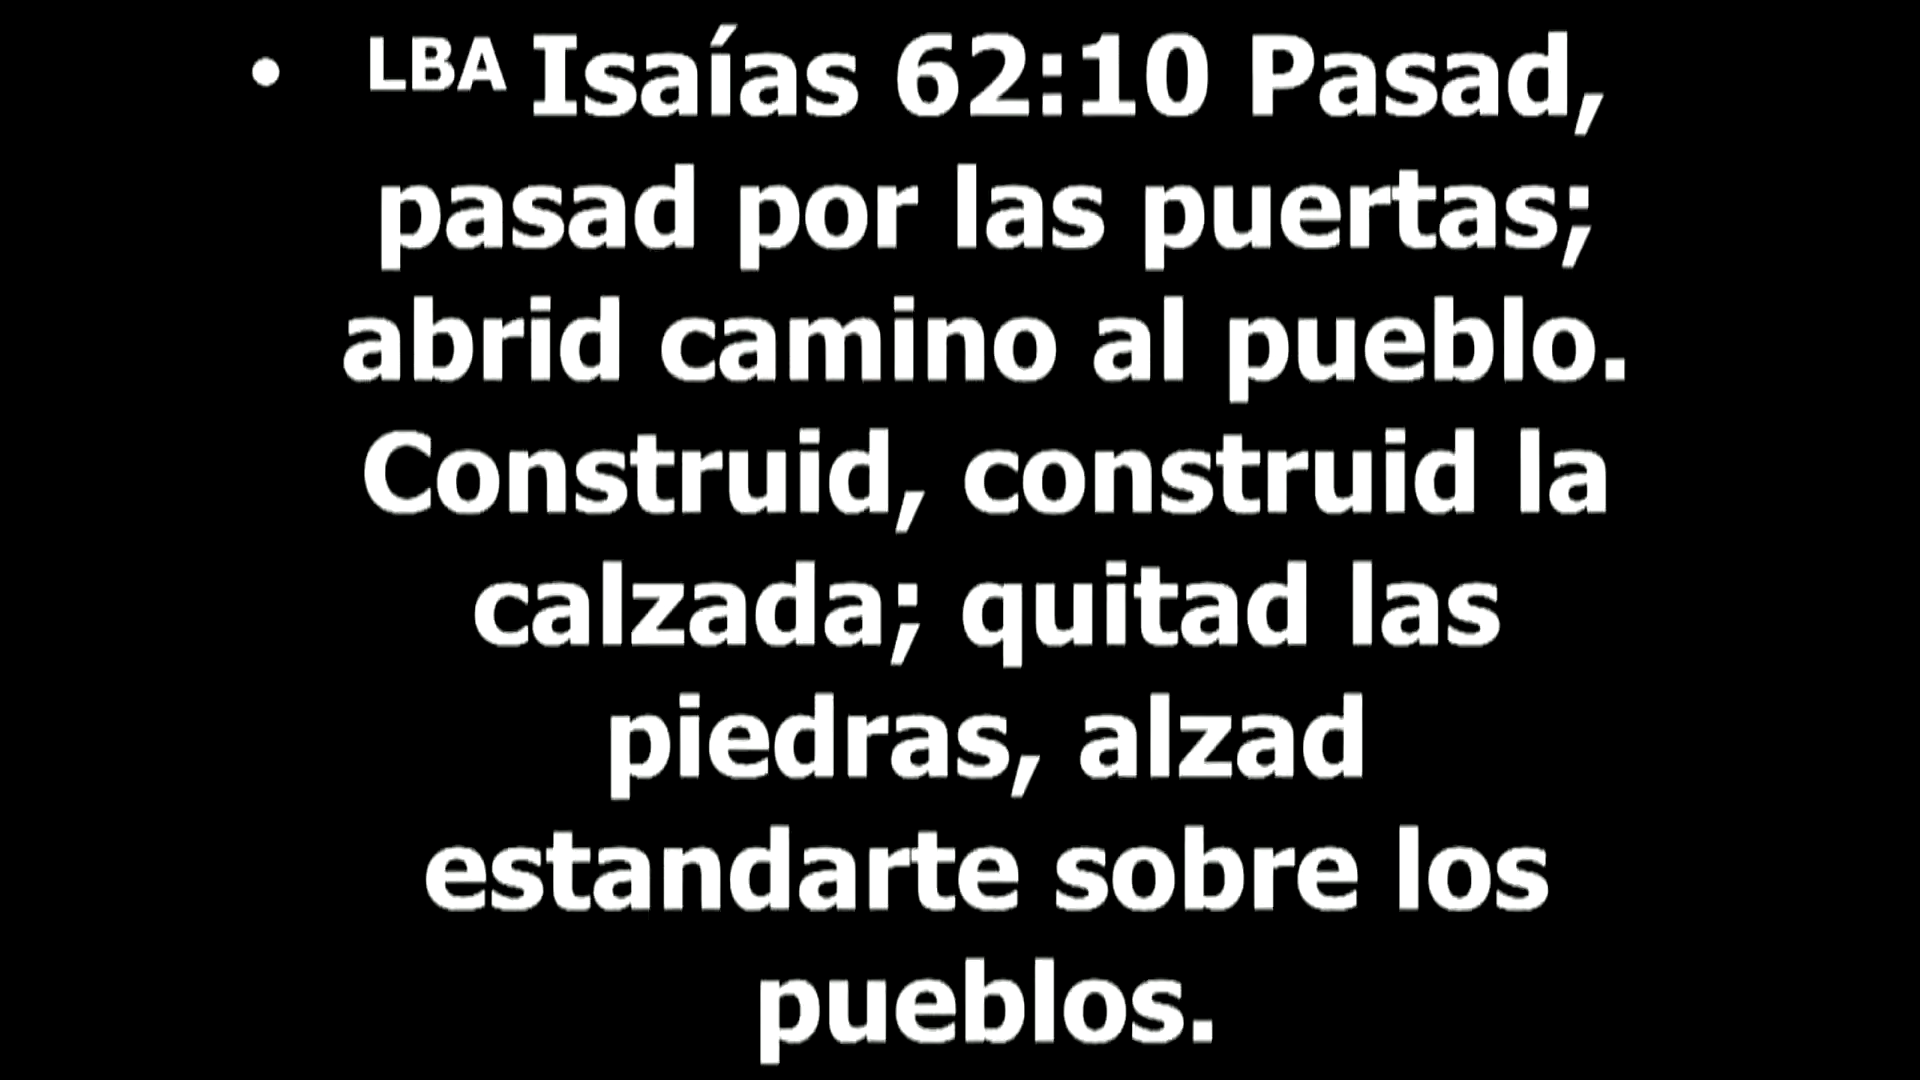 • LBA Isaías 62:10 Pasad,
pasad por las puertas;
abrid camino al pueblo.
Construid, construid la
calzada; quitad las
piedras, alzad
estandarte sobre los
pueblos.